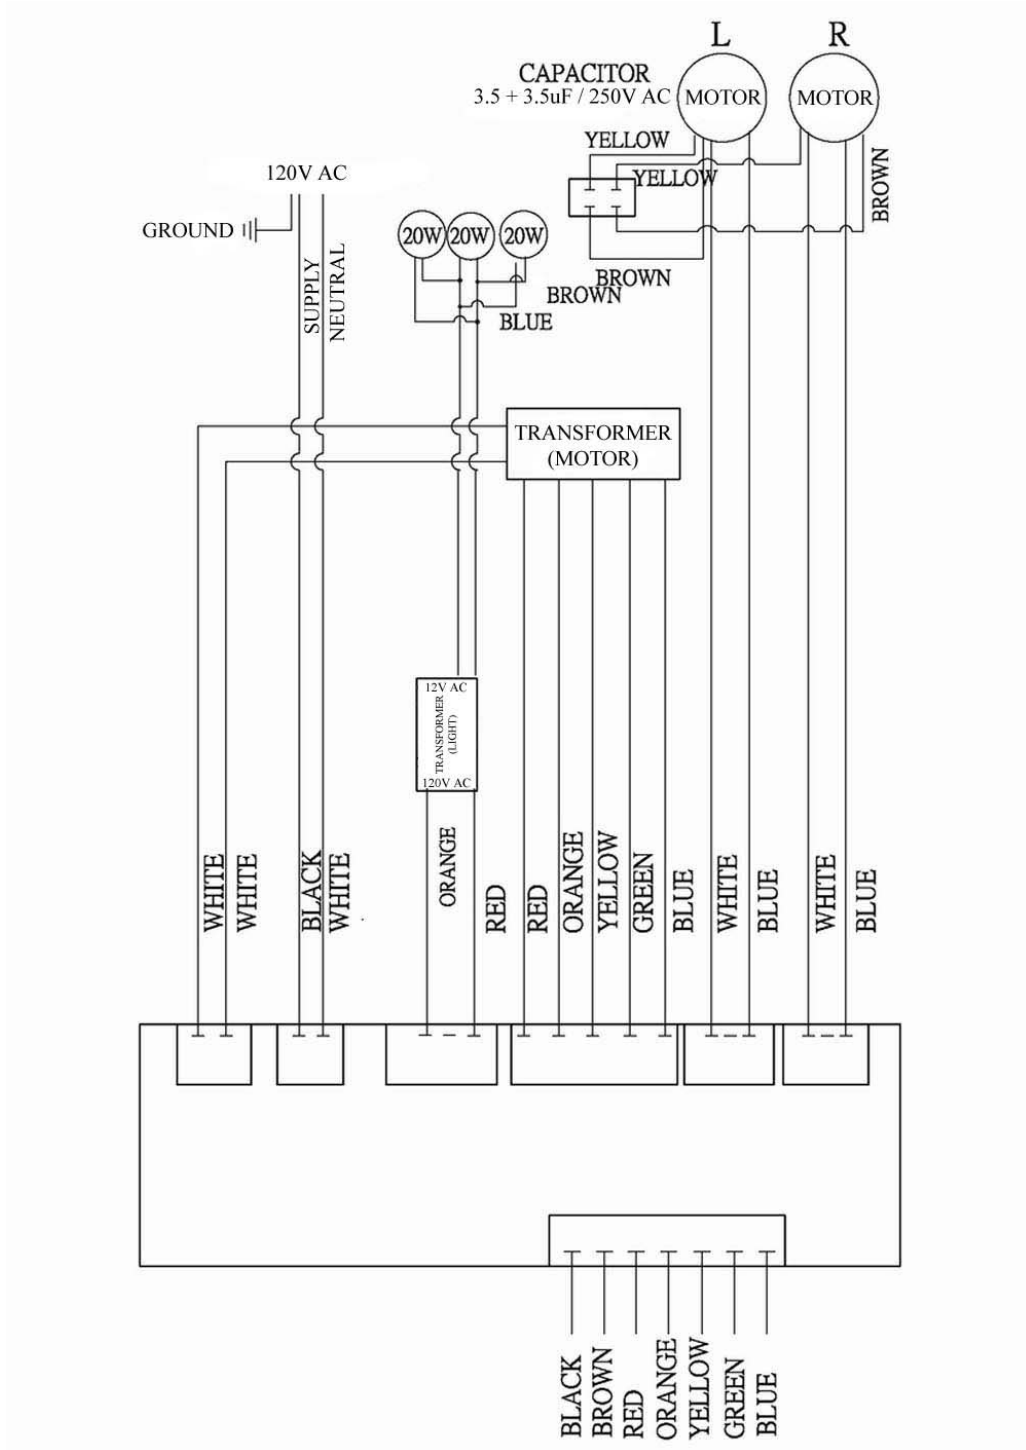 L
R
CAPACITOR
3.5 + 3.5uF / 250V AC
MOTOR
MOTOR
YELLOW
YELLOW
BROWN
120V AC
GROUND
SUPPLY
NEUTRAL
20W
20W
20W
BROWN
BROWN
BLUE
TRANSFORMER
(MOTOR)
12V AC
TRANSFORMER
(LIGHT)
120V AC
WHITE
WHITE
BLACK
WHITE
ORANGE
RED
RED
ORANGE
YELLOW
GREEN
BLUE
WHITE
BLUE
WHITE
BLUE
BLACK
BROWN
RED
ORANGE
YELLOW
GREEN
BLUE